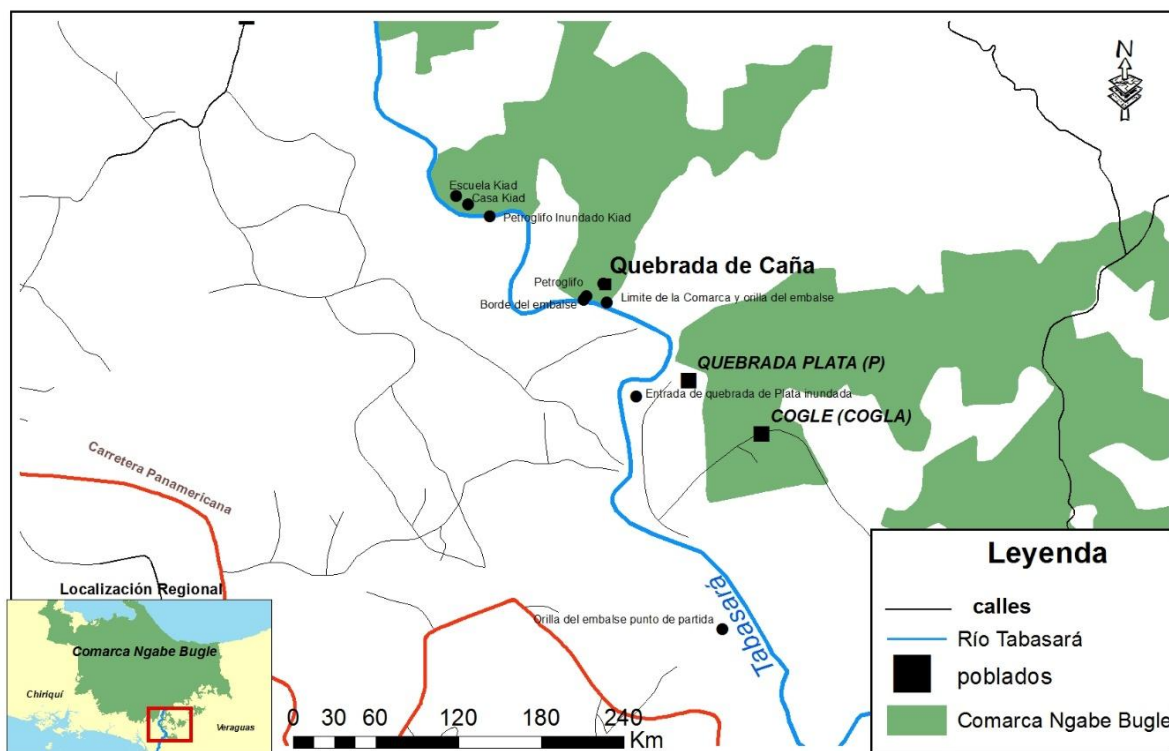 N
Escuela Kiad
Casa Kiad
Petroglifo Inundado Kiad
Quebrada de Caña
Petroglifo
Borde del embalse
Limite de la Comarca y orilla del embalse
QUEBRADA PLATA (P)
Entrada de quebrada de Plata inundada
COGLE (COGLA)
Carretera Panamericana
Orilla del embalse punto de partida
Tabasará
Localización Regional
Comarca Ngabe Bugle
Chiriquí
Veraguas
0 30 60 120 180 240
Km
Leyenda
calles
Río Tabasará
poblados
Comarca Ngabe Bugle